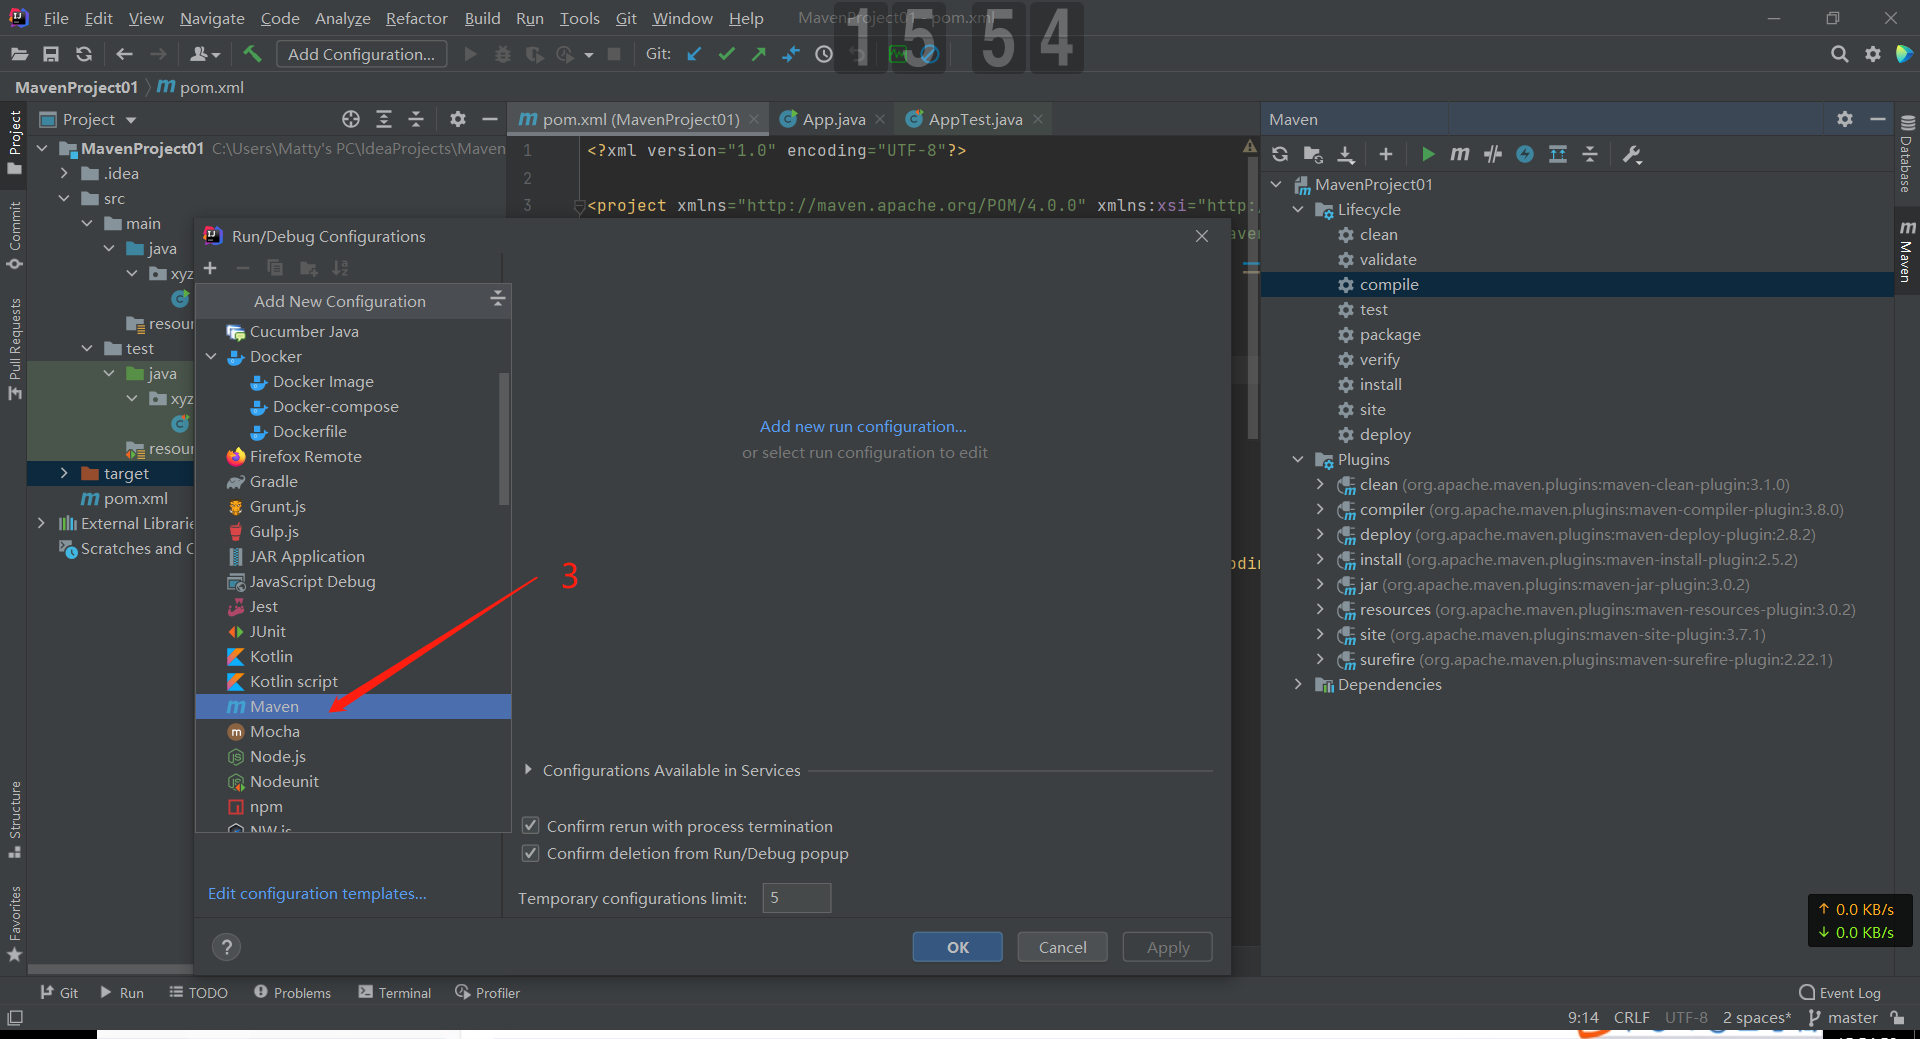 File Edit View Navigate Code Analyze Refactor Build Run Tools Git Window Help MavenProject01 - pom.xml
15 54
Add Configuration... Git:
MavenProject01 pom.xml
Project
pom.xml (MavenProject01) App.java AppTest.java
Maven
Project
Commit
Pull Requests
Structure
Favorites
MavenProject01 C:\Users\Matty's PC\IdeaProjects\Maven
.idea
src
main
java
xyz
resour
test
java
xyz
resour
target
pom.xml
External Librarie
Scratches and C
1 <?xml version="1.0" encoding="UTF-8"?>
2
3 <project xmlns="http://maven.apache.org/POM/4.0.0" xmlns:xsi="http:/
aven
odin
Run/Debug Configurations
Add New Configuration
Cucumber Java
Docker
Docker Image
Docker-compose
Dockerfile
Firefox Remote
Gradle
Grunt.js
Gulp.js
JAR Application
JavaScript Debug
Jest
JUnit
Kotlin
Kotlin script
Maven
Mocha
Node.js
Nodeunit
npm
NW.js
3
Add new run configuration...
or select run configuration to edit
Configurations Available in Services
Confirm rerun with process termination
Confirm deletion from Run/Debug popup
Temporary configurations limit: 5
Edit configuration templates...
? OK Cancel Apply
MavenProject01
Lifecycle
clean
validate
compile
test
package
verify
install
site
deploy
Plugins
clean (org.apache.maven.plugins:maven-clean-plugin:3.1.0)
compiler (org.apache.maven.plugins:maven-compiler-plugin:3.8.0)
deploy (org.apache.maven.plugins:maven-deploy-plugin:2.8.2)
install (org.apache.maven.plugins:maven-install-plugin:2.5.2)
jar (org.apache.maven.plugins:maven-jar-plugin:3.0.2)
resources (org.apache.maven.plugins:maven-resources-plugin:3.0.2)
site (org.apache.maven.plugins:maven-site-plugin:3.7.1)
surefire (org.apache.maven.plugins:maven-surefire-plugin:2.22.1)
Dependencies
Database
Maven
↑ 0.0 KB/s
↓ 0.0 KB/s
Git Run TODO Problems Terminal Profiler Event Log
9:14 CRLF UTF-8 2 spaces* master